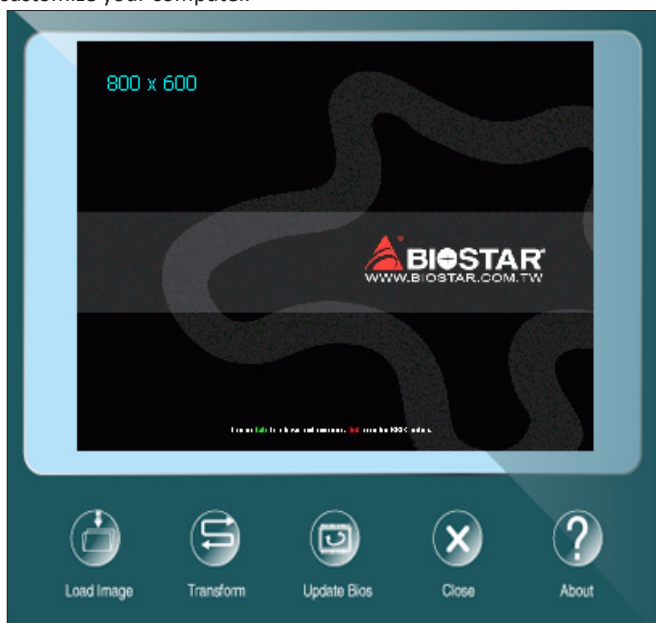 customize your computer.
800 x 600
BIOSTAR
WWW.BIOSTAR.COM.TW
Load Image
Transform
Update Bios
Close
About